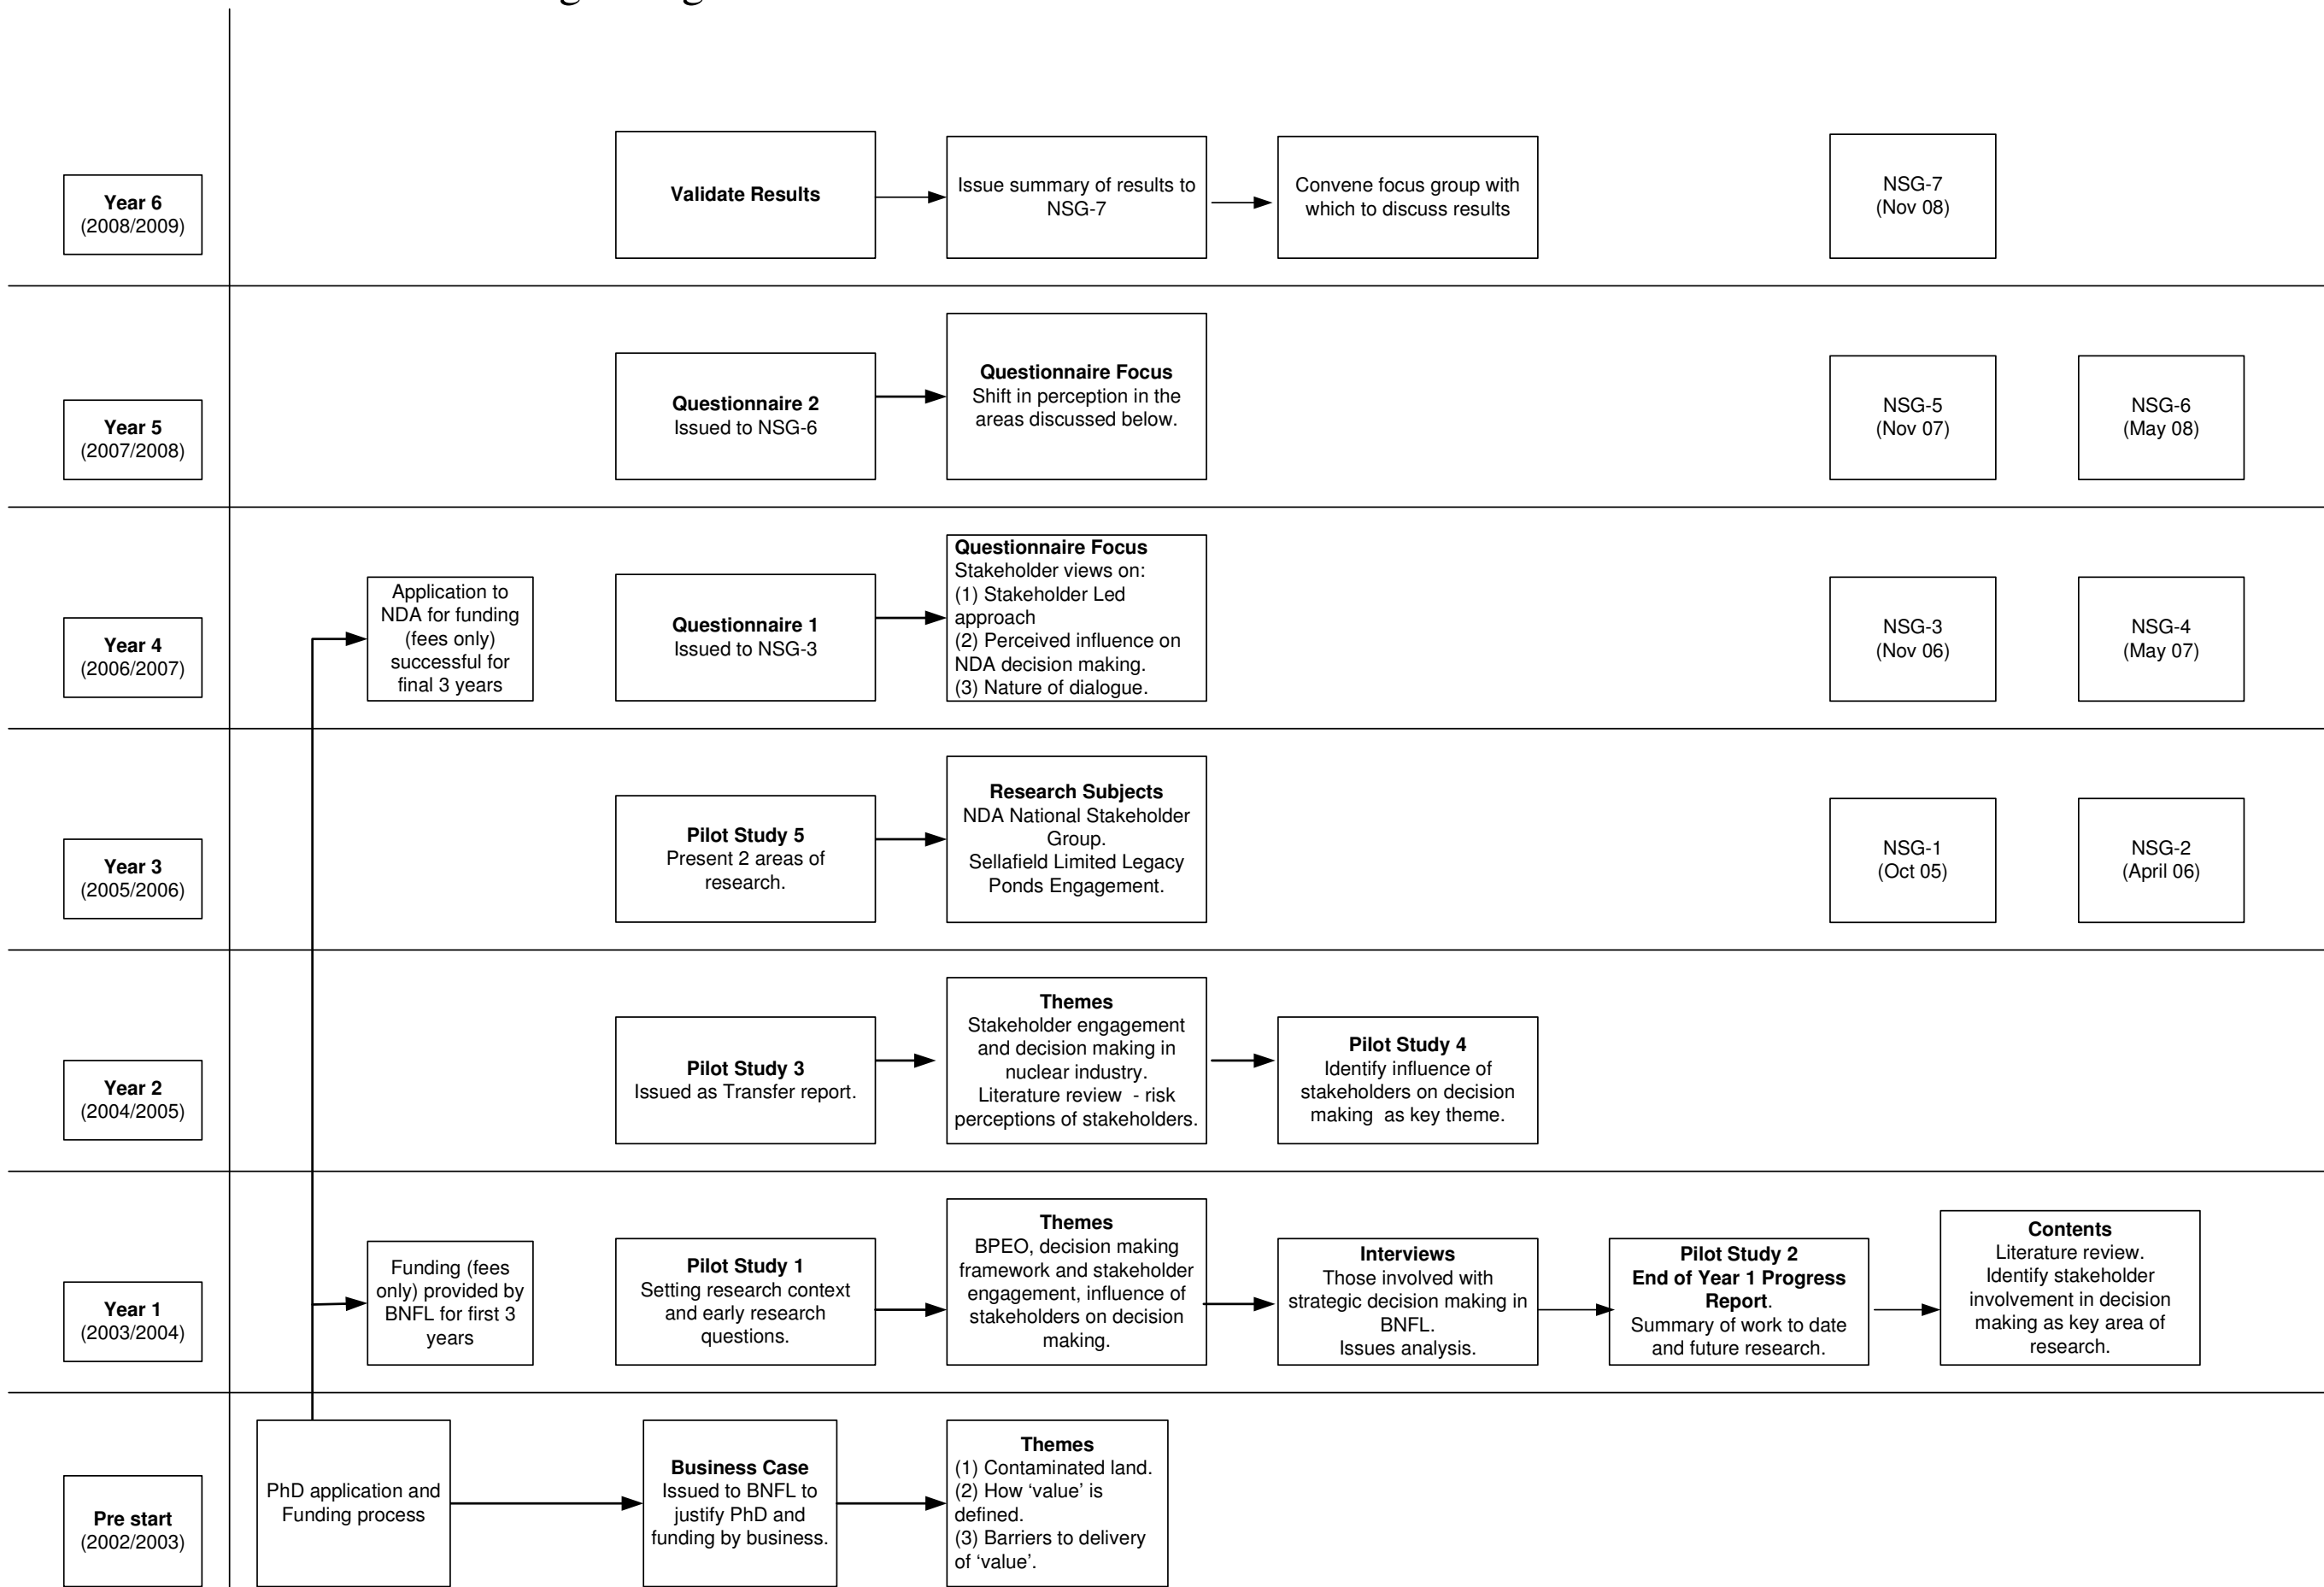 Year 6
(2008/2009)
Validate Results
Issue summary of results to
NSG-7
Convene focus group with
which to discuss results
NSG-7
(Nov 08)
Year 5
(2007/2008)
Questionnaire 2
Issued to NSG-6
Questionnaire Focus
Shift in perception in the
areas discussed below.
NSG-5
(Nov 07)
NSG-6
(May 08)
Year 4
(2006/2007)
Application to
NDA for funding
(fees only)
successful for
final 3 years
Questionnaire 1
Issued to NSG-3
Questionnaire Focus
Stakeholder views on:
(1) Stakeholder Led
approach
(2) Perceived influence on
NDA decision making.
(3) Nature of dialogue.
NSG-3
(Nov 06)
NSG-4
(May 07)
Year 3
(2005/2006)
Pilot Study 5
Present 2 areas of
research.
Research Subjects
NDA National Stakeholder
Group.
Sellafield Limited Legacy
Ponds Engagement.
NSG-1
(Oct 05)
NSG-2
(April 06)
Year 2
(2004/2005)
Pilot Study 3
Issued as Transfer report.
Themes
Stakeholder engagement
and decision making in
nuclear industry.
Literature review - risk
perceptions of stakeholders.
Pilot Study 4
Identify influence of
stakeholders on decision
making as key theme.
Year 1
(2003/2004)
Funding (fees
only) provided by
BNFL for first 3
years
Pilot Study 1
Setting research context
and early research
questions.
Themes
BPEO, decision making
framework and stakeholder
engagement, influence of
stakeholders on decision
making.
Interviews
Those involved with
strategic decision making in
BNFL.
Issues analysis.
Pilot Study 2
End of Year 1 Progress
Report.
Summary of work to date
and future research.
Contents
Literature review.
Identify stakeholder
involvement in decision
making as key area of
research.
Pre start
(2002/2003)
PhD application and
Funding process
Business Case
Issued to BNFL to
justify PhD and
funding by business.
Themes
(1) Contaminated land.
(2) How ‘value’ is
defined.
(3) Barriers to delivery
of ‘value’.